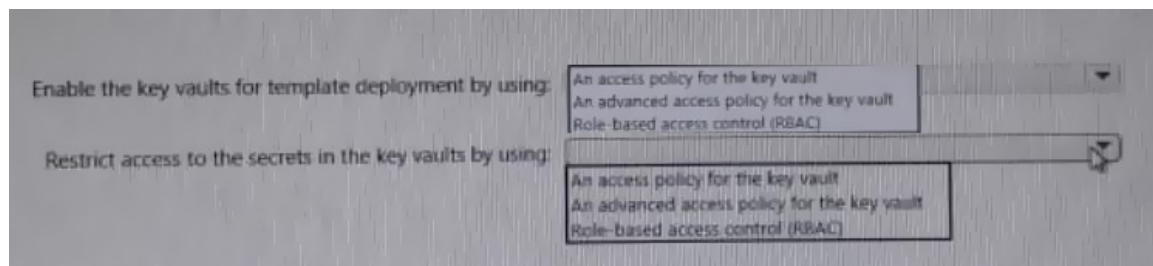 Enable the key vaults for template deployment by using:
An access policy for the key vault
An advanced access policy for the key vault
Role-based access control (RBAC)
Restrict access to the secrets in the key vaults by using:
An access policy for the key vault
An advanced access policy for the key vault
Role-based access control (RBAC)